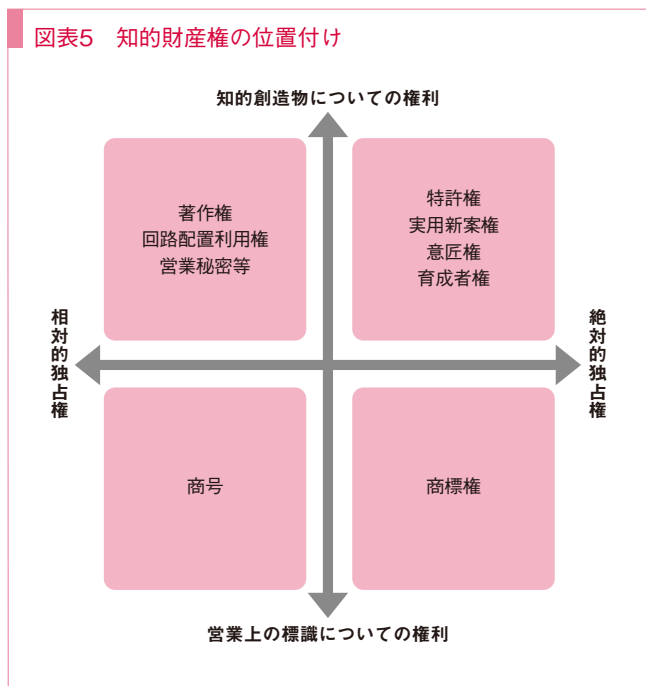 図表5　知的財産権の位置付け
知的創造物についての権利
著作権
回路配置利用権
営業秘密等
特許権
実用新案権
意匠権
育成者権
相対的独占権
絶対的独占権
商号
商標権
営業上の標識についての権利